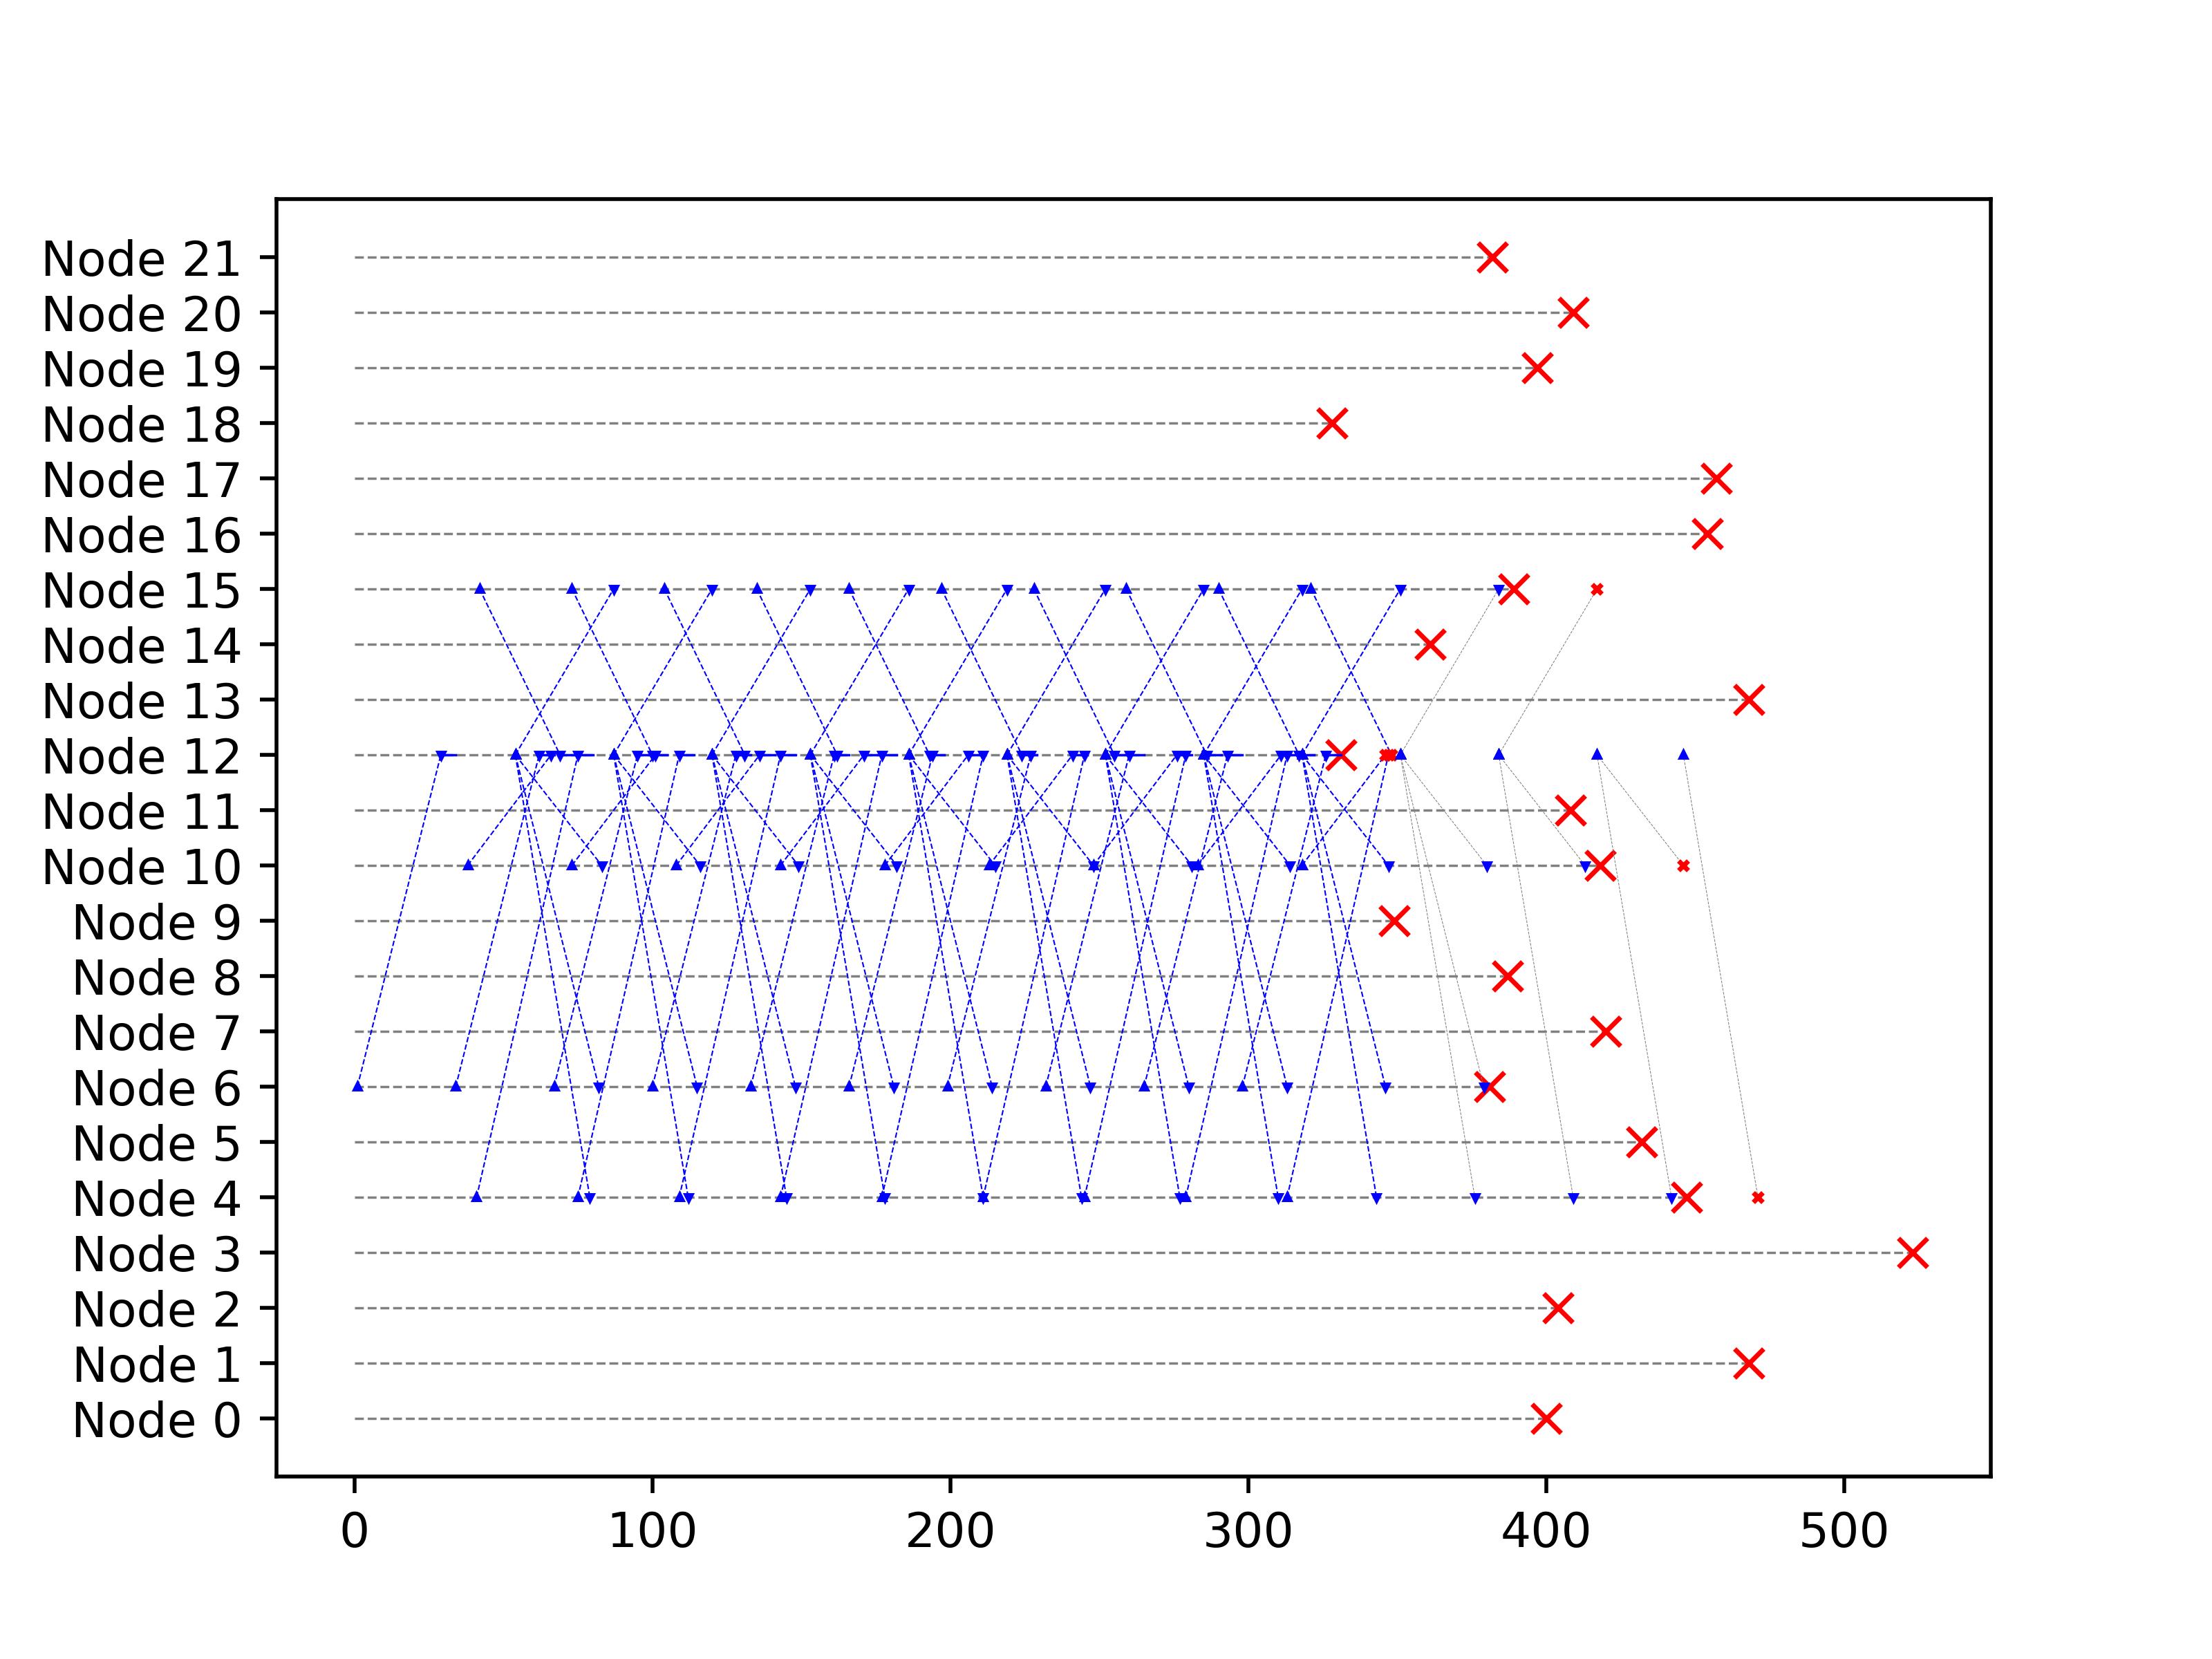 Node 21
Node 20
Node 19
Node 18
Node 17
Node 16
Node 15
Node 14
Node 13
Node 12
Node 11
Node 10
Node 9
Node 8
Node 7
Node 6
Node 5
Node 4
Node 3
Node 2
Node 1
Node 0
0 100 200 300 400 500